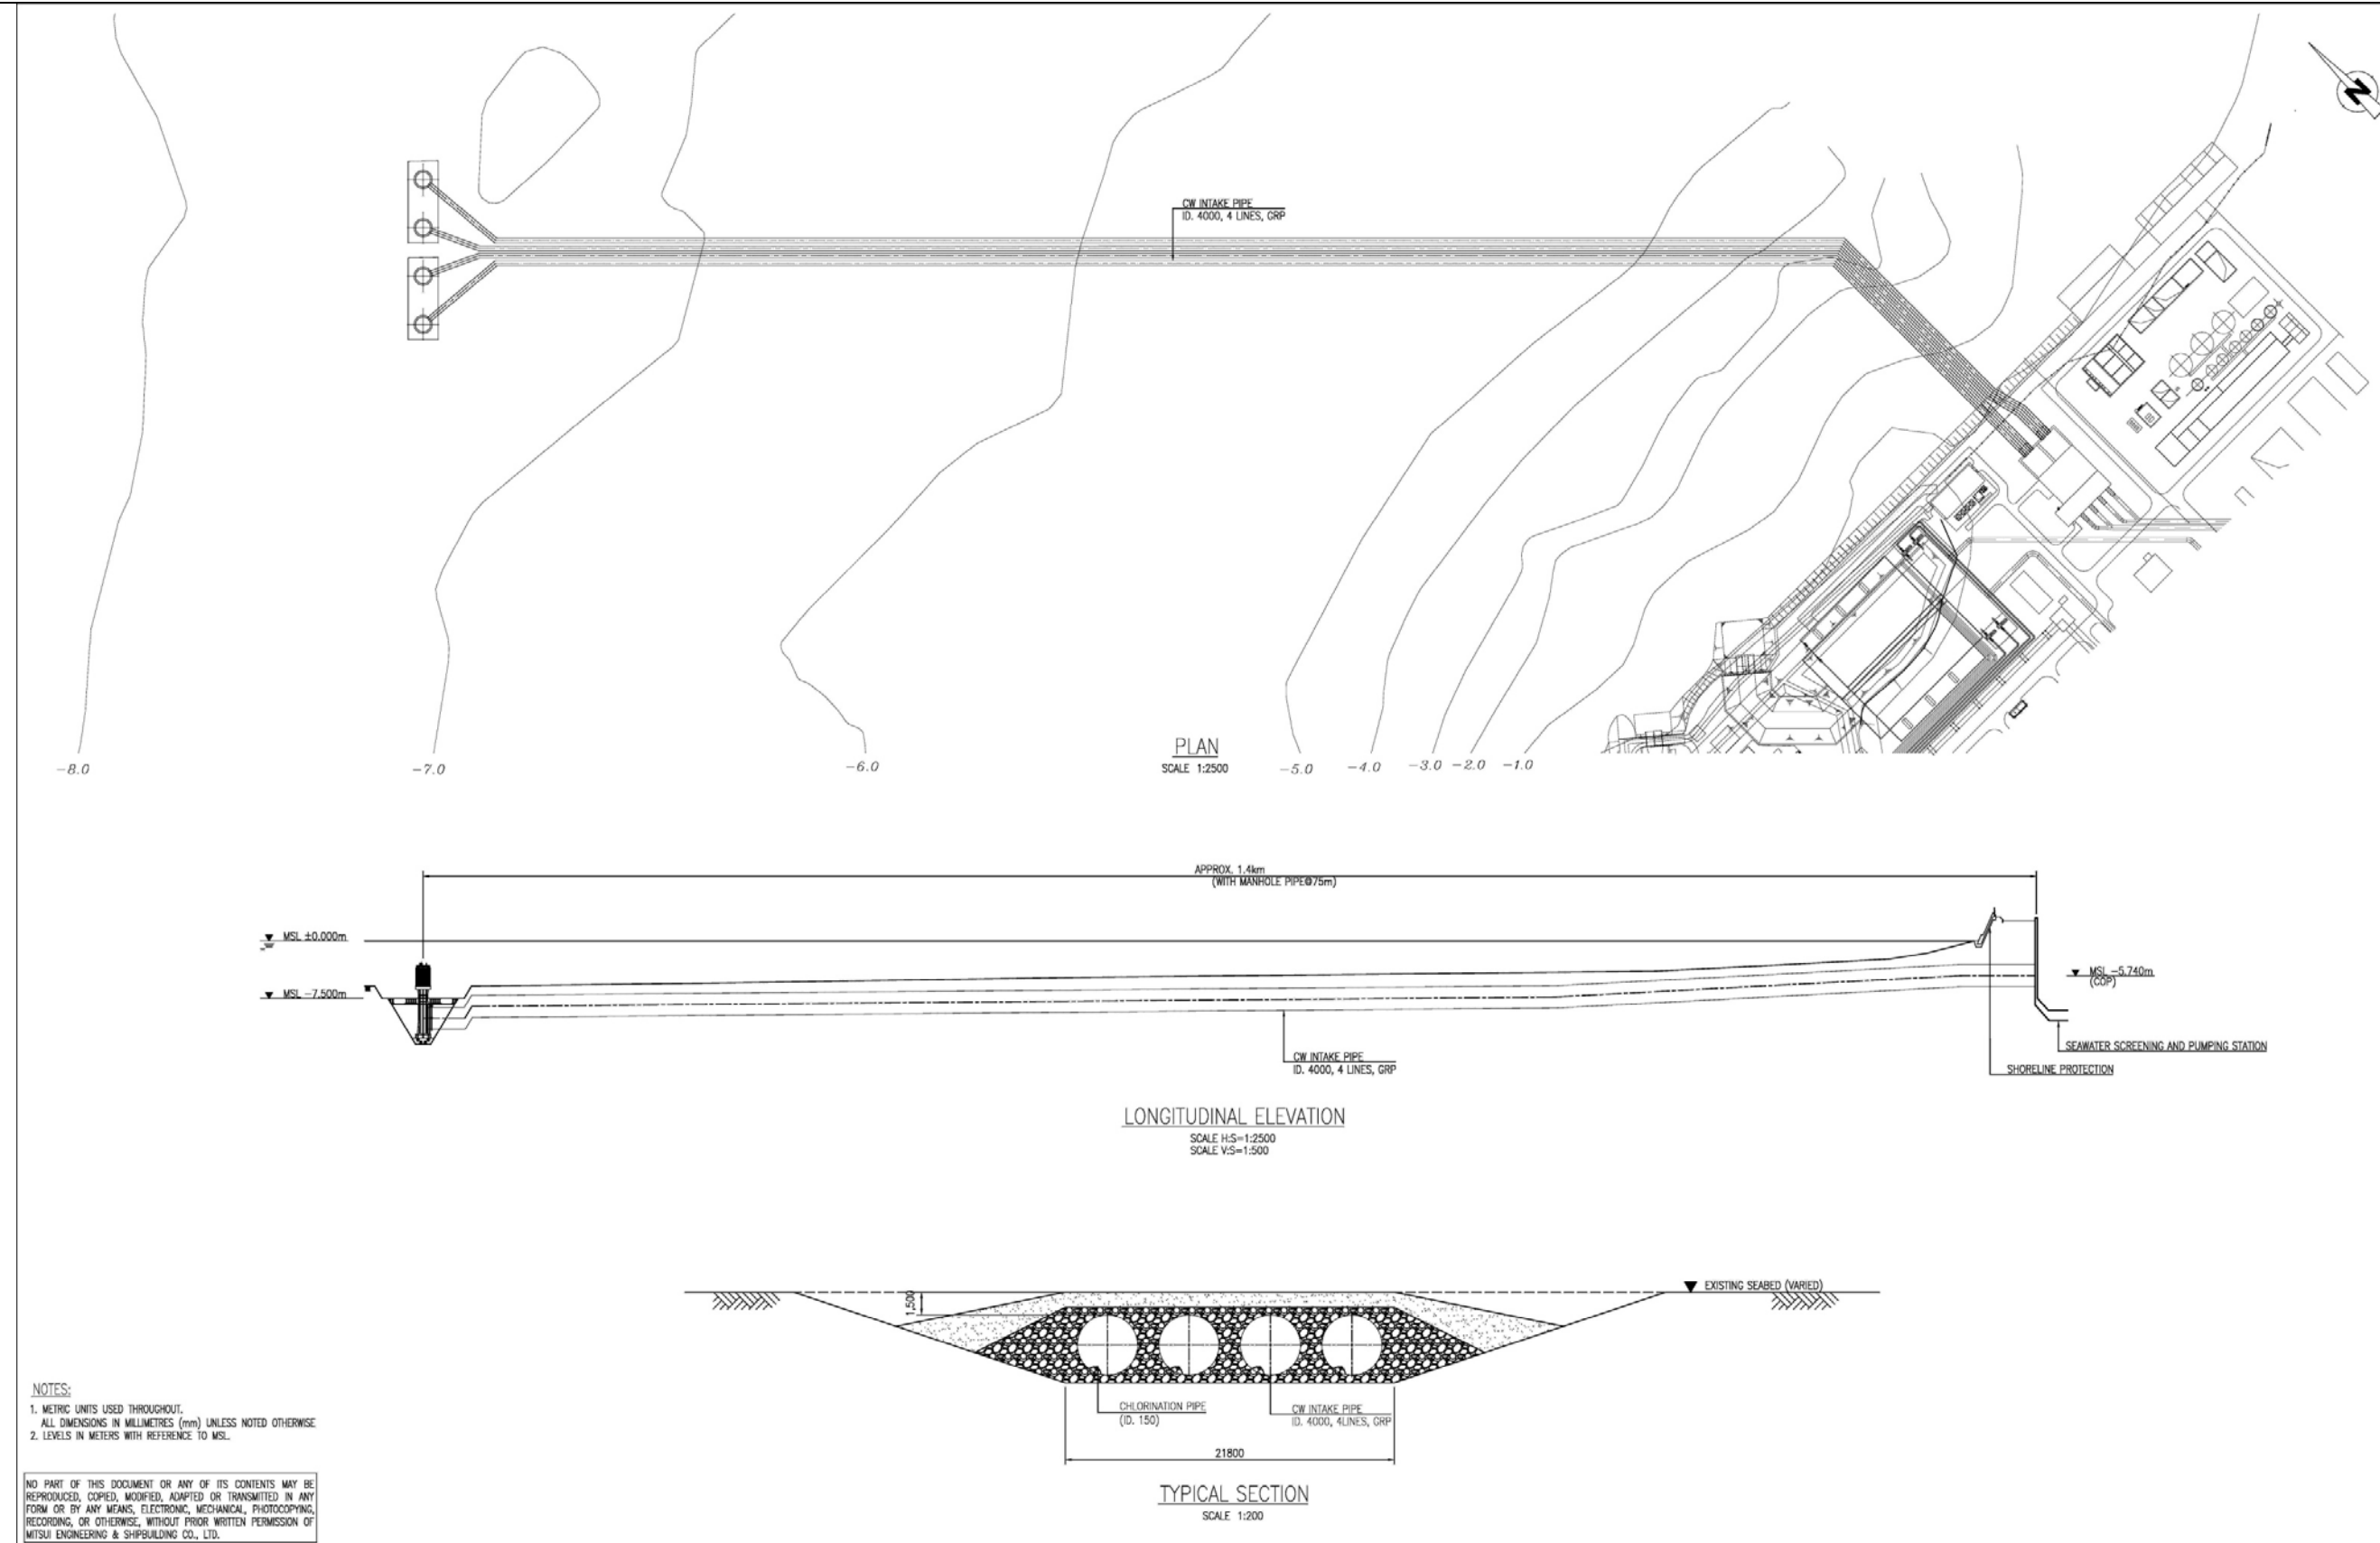 N
CW INTAKE PIPE
ID. 4000, 4 LINES, GRP
-8.0
-7.0
-6.0
PLAN
SCALE 1:2500
-5.0
-4.0
-3.0
-2.0
-1.0
APPROX. 1.4km
(WITH MANHOLE PIPE@75m)
MSL ±0.000m
MSL -7.500m
MSL -5.740m
(COP)
CW INTAKE PIPE
ID. 4000, 4 LINES, GRP
SEAWATER SCREENING AND PUMPING STATION
SHORELINE PROTECTION
LONGITUDINAL ELEVATION
SCALE H:S=1:2500
SCALE V:S=1:500
EXISTING SEABED (VARIED)
1,500
CHLORINATION PIPE
(ID. 150)
CW INTAKE PIPE
ID. 4000, 4LINES, GRP
21800
TYPICAL SECTION
SCALE 1:200
NOTES:
1. METRIC UNITS USED THROUGHOUT.
ALL DIMENSIONS IN MILLIMETRES (mm) UNLESS NOTED OTHERWISE
2. LEVELS IN METERS WITH REFERENCE TO MSL.
NO PART OF THIS DOCUMENT OR ANY OF ITS CONTENTS MAY BE
REPRODUCED, COPIED, MODIFIED, ADAPTED OR TRANSMITTED IN ANY
FORM OR BY ANY MEANS, ELECTRONIC, MECHANICAL, PHOTOCOPYING,
RECORDING, OR OTHERWISE, WITHOUT PRIOR WRITTEN PERMISSION OF
MITSUI ENGINEERING & SHIPBUILDING CO., LTD.